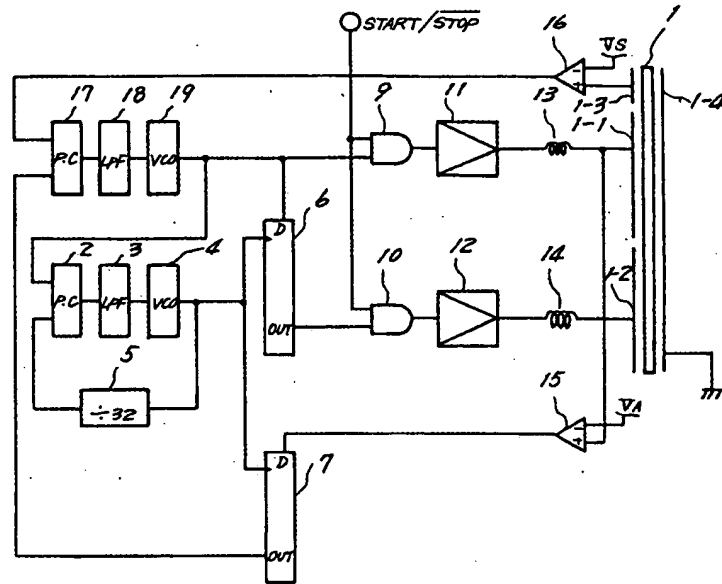 START/STOP
16
VS
1
17
18
19
9
11
13
1-3
1-4
1-1
P.C
LPF
VCO
6
D
2
3
4
10
12
14
1-2
P.C
LPF
VCO
OUT
5
÷32
15
VA
D
7
OUT